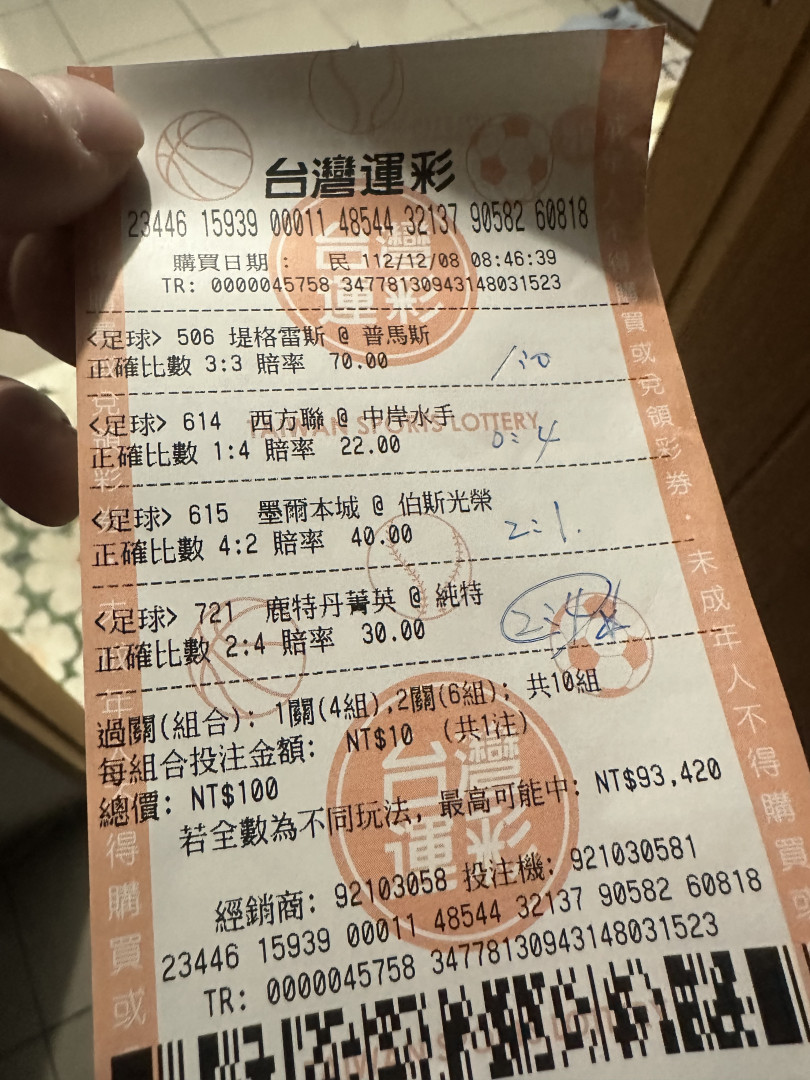 台灣運彩
23446 15939 00011 48544 32137 90582 60818
購買日期： 民 112/12/08 08:46:39
TR: 0000045758 34778130943148031523
<足球> 506 堤格雷斯 @ 普馬斯
正確比數 3:3 賠率 70.00
1:0
<足球> 614 西方聯 @ 中岸水手
TAIWAN SPORTS LOTTERY
正確比數 1:4 賠率 22.00
0:4
<足球> 615 墨爾本城 @ 伯斯光榮
正確比數 4:2 賠率 40.00
2:1
<足球> 721 鹿特丹菁英 @ 純特
正確比數 2:4 賠率 30.00
2:4
過關(組合): 1關(4組),2關(6組); 共10組
每組合投注金額: NT$10 (共1注)
總價: NT$100
若全數為不同玩法, 最高可能中: NT$93,420
台灣運彩
經銷商: 92103058 投注機: 921030581
23446 15939 00011 48544 32137 90582 60818
TR: 0000045758 34778130943148031523
購買或兌領彩券・未成年人不得購買或